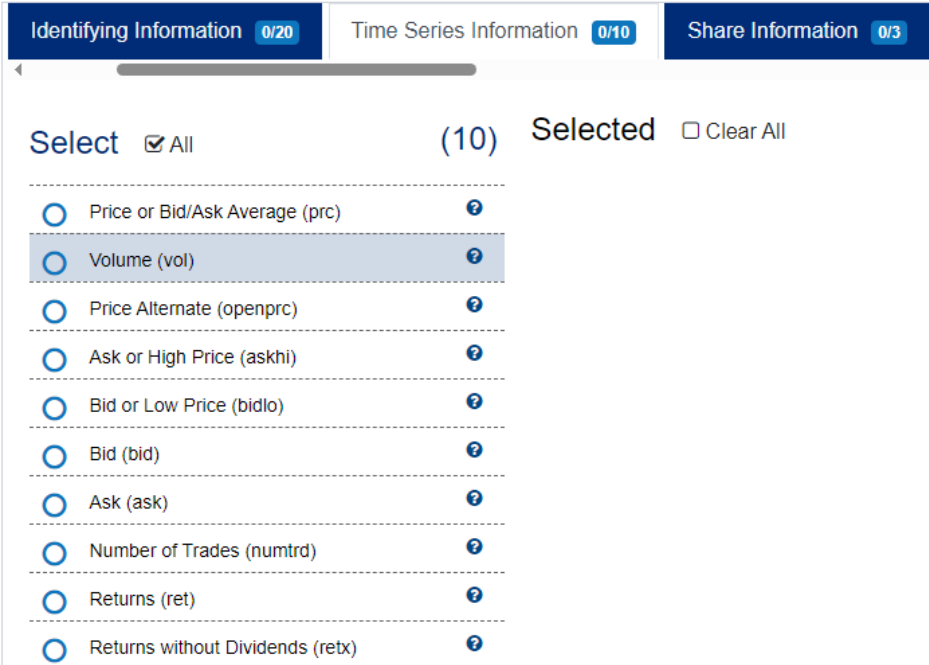 Identifying Information 0/20 Time Series Information 0/10 Share Information 0/3
Select All (10) Selected Clear All
Price or Bid/Ask Average (prc)
Volume (vol)
Price Alternate (openprc)
Ask or High Price (askhi)
Bid or Low Price (bidlo)
Bid (bid)
Ask (ask)
Number of Trades (numtrd)
Returns (ret)
Returns without Dividends (retx)